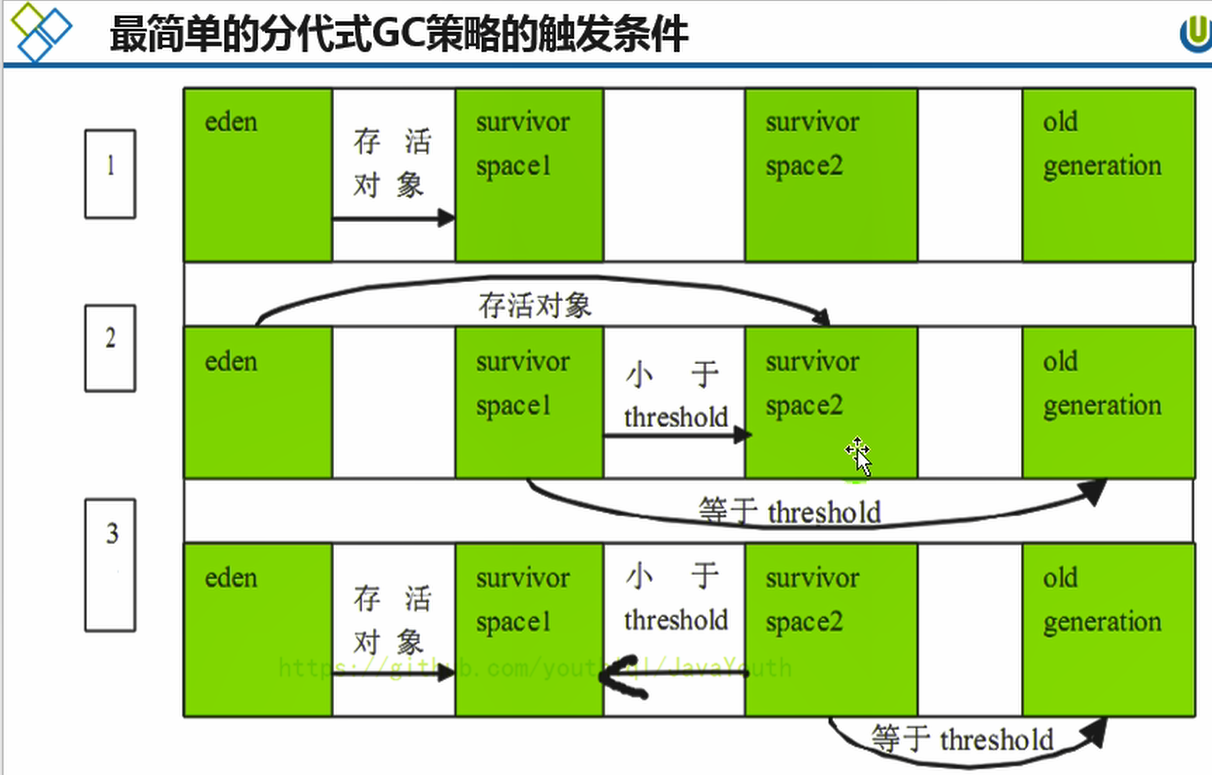 最简单的分代式GC策略的触发条件
U
1
eden
存 活
对 象
survivor
space1
survivor
space2
old
generation
存活对象
2
eden
survivor
space1
小 于
threshold
survivor
space2
old
generation
等于 threshold
3
eden
存 活
对 象
survivor
space1
小 于
threshold
survivor
space2
old
generation
https://github.com/youthlql/JavaYouth
等于 threshold